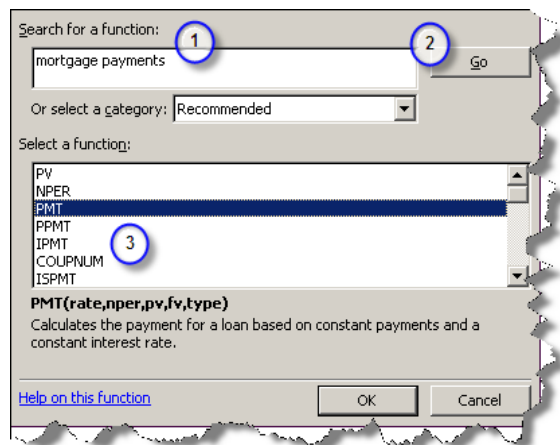 Search for a function:
1
2
mortgage payments
Go
Or select a category: Recommended
Select a function:
PV
NPER
PMT
PPMT
IPMT
3
COUPNUM
ISPMT
PMT(rate,nper,pv,fv,type)
Calculates the payment for a loan based on constant payments and a
constant interest rate.
Help on this function
OK
Cancel